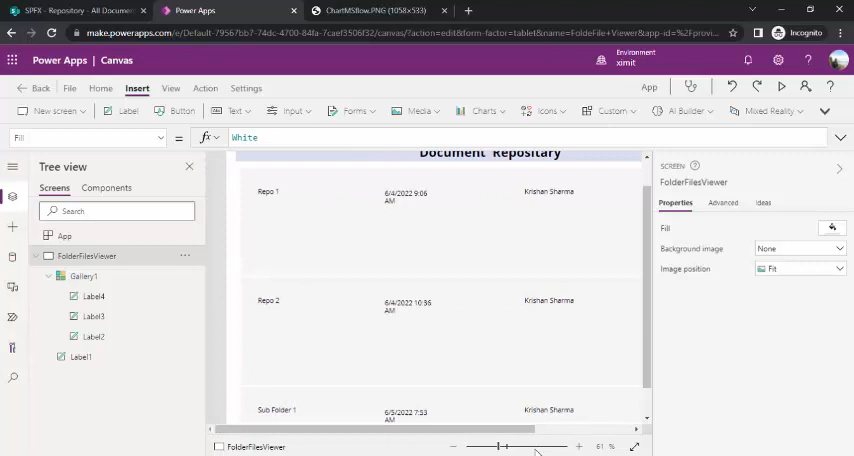 SPFX - Repository - All Documen
Power Apps
ChartMSflow.PNG (1058×533)
make.powerapps.com/e/Default-79567bb7-74dc-4700-847c-7caef3506f32/canvas/?action=edit&form-factor=tablet&name=FoldeFile + Viewer&app-id=%2Fprovi...
Incognito
Power Apps | Canvas
Environment
ximit
Back
File
Home
Insert
View
Action
Settings
App
New screen
Label
Button
Text
Input
Forms
Media
Charts
Icons
Custom
AI Builder
Mixed Reality
Fill
=
fx
White
Tree view
Screens
Components
Search
App
FolderFilesViewer
Gallery1
Label4
Label3
Label2
Label1
Document Repositary
Repo 1
6/4/2022 9:06
AM
Krishan Sharma
Repo 2
6/4/2022 10:36
AM
Krishan Sharma
Sub Folder 1
6/5/2022 7:53
AM
Krishan Sharma
SCREEN
FolderFilesViewer
Properties
Advanced
Ideas
Fill
Background image
None
Image position
Fit
FolderFilesViewer
61 %